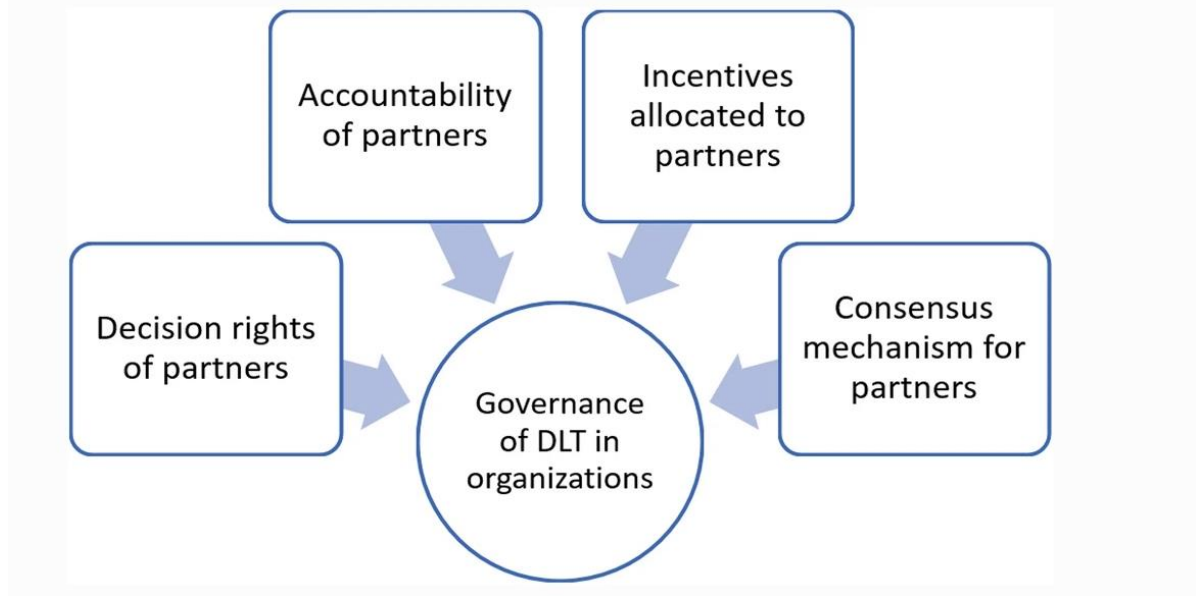 Accountability
of partners
Incentives
allocated to
partners
Decision rights
of partners
Consensus
mechanism for
partners
Governance
of DLT in
organizations